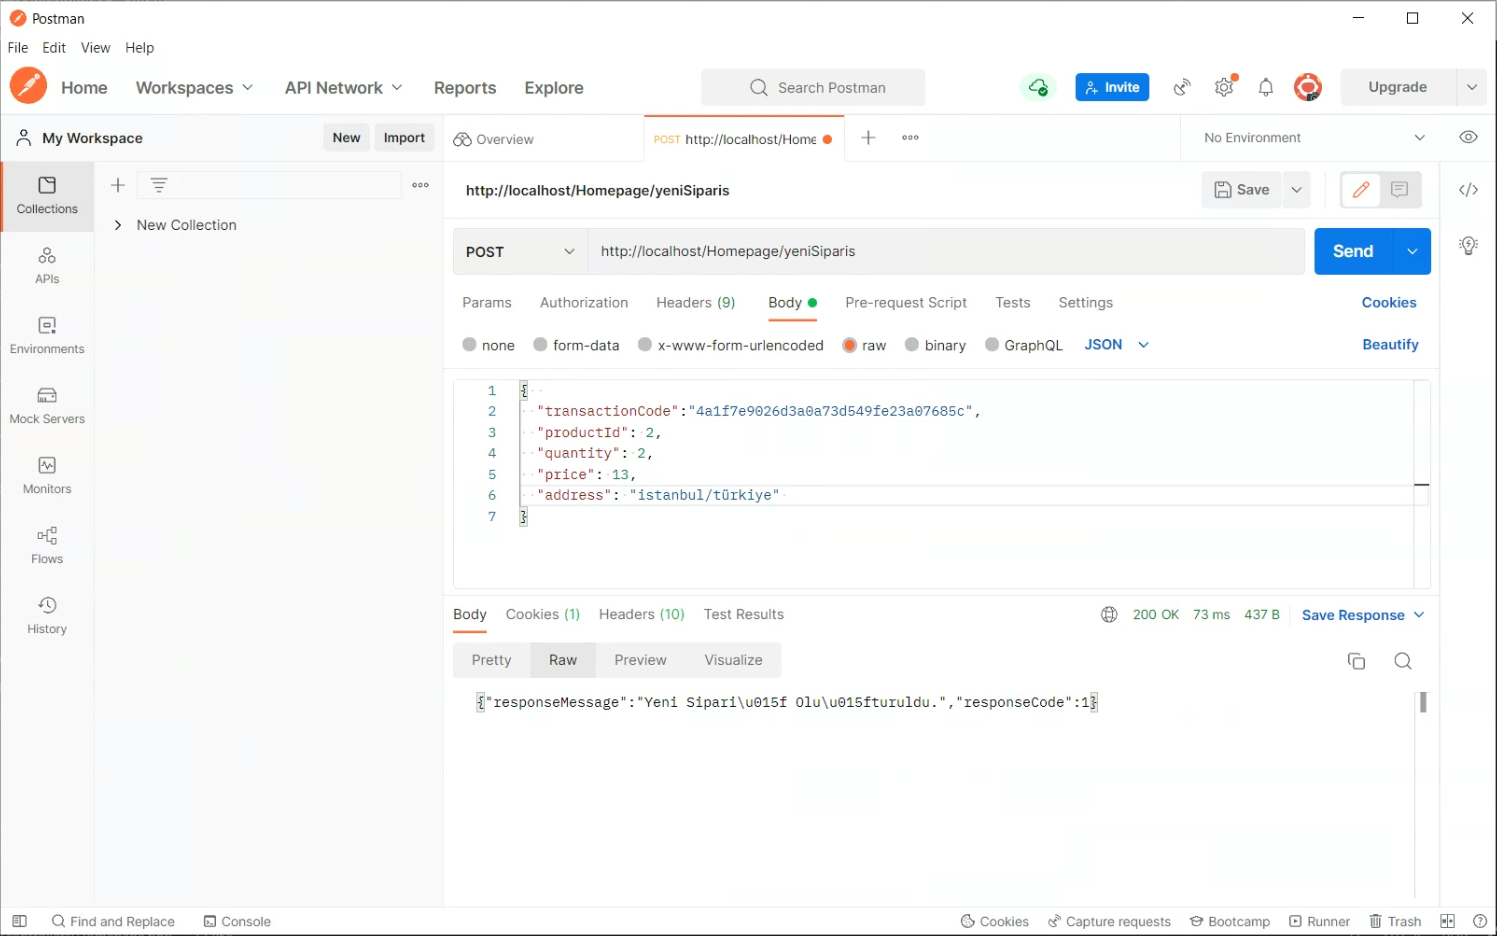 Postman
File Edit View Help
Home Workspaces API Network Reports Explore Search Postman Invite Upgrade
My Workspace New Import Overview POST http://localhost/Home No Environment
Collections
New Collection
APIs
Environments
Mock Servers
Monitors
Flows
History
http://localhost/Homepage/yeniSiparis Save
POST http://localhost/Homepage/yeniSiparis Send
Params Authorization Headers (9) Body Pre-request Script Tests Settings Cookies
none form-data x-www-form-urlencoded raw binary GraphQL JSON Beautify
1 {
2 "transactionCode":"4a1f7e9026d3a0a73d549fe23a07685c",
3 "productId": 2,
4 "quantity": 2,
5 "price": 13,
6 "address": "istanbul/türkiye"
7 }
Body Cookies (1) Headers (10) Test Results 200 OK 73 ms 437 B Save Response
Pretty Raw Preview Visualize
{"responseMessage":"Yeni Sipari\u015f Olu\u015fturuldu.","responseCode":1}
Find and Replace Console Cookies Capture requests Bootcamp Runner Trash